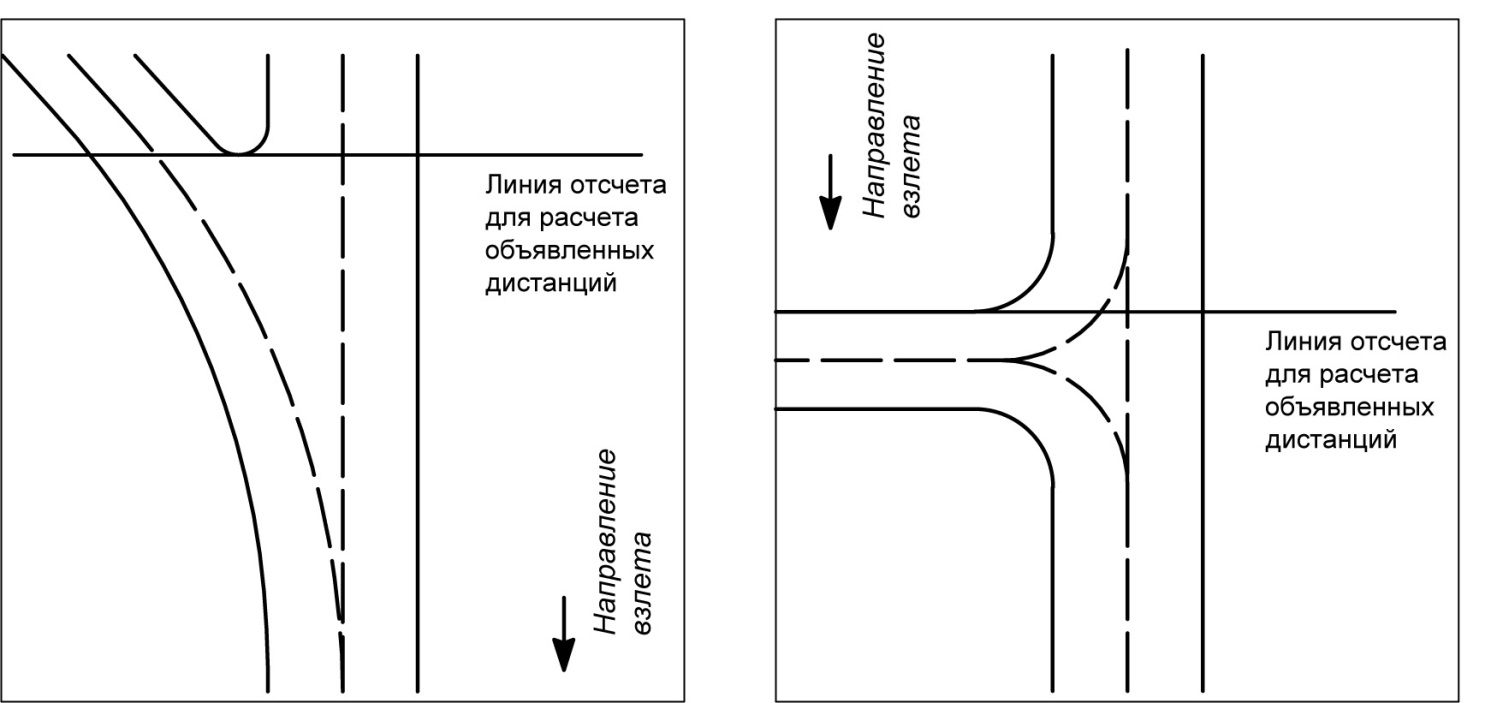 Линия отсчета
для расчета
объявленных
дистанций
Направление
взлета
Направление
взлета
Линия отсчета
для расчета
объявленных
дистанций